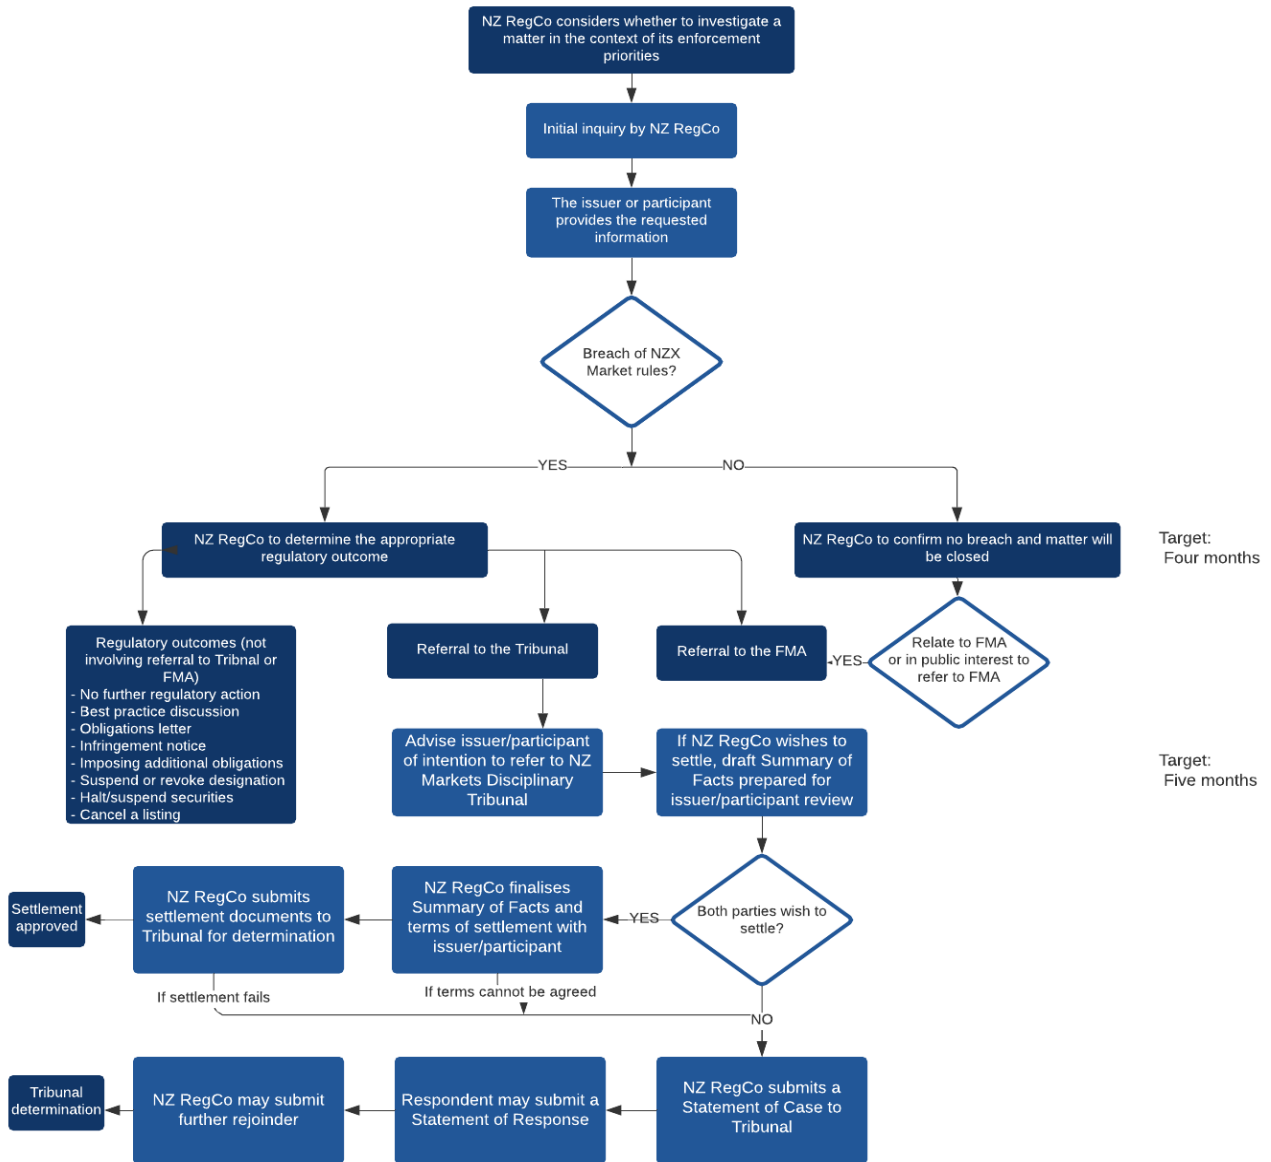 NZ RegCo considers whether to investigate a
matter in the context of its enforcement
priorities
Initial inquiry by NZ RegCo
The issuer or participant
provides the requested
information
Breach of NZX
Market rules?
YES
NO
NZ RegCo to determine the appropriate
regulatory outcome
NZ RegCo to confirm no breach and matter will
be closed
Target:
Four months
Regulatory outcomes (not
involving referral to Tribnal or
FMA)
- No further regulatory action
- Best practice discussion
- Obligations letter
- Infringement notice
- Imposing additional obligations
- Suspend or revoke designation
- Halt/suspend securities
- Cancel a listing
Referral to the Tribunal
Referral to the FMA
YES
Relate to FMA
or in public interest to
refer to FMA
Advise issuer/participant
of intention to refer to NZ
Markets Disciplinary
Tribunal
If NZ RegCo wishes to
settle, draft Summary of
Facts prepared for
issuer/participant review
Target:
Five months
Settlement
approved
NZ RegCo submits
settlement documents to
Tribunal for determination
NZ RegCo finalises
Summary of Facts and
terms of settlement with
issuer/participant
YES
Both parties wish to
settle?
If settlement fails
If terms cannot be agreed
NO
Tribunal
determination
NZ RegCo may submit
further rejoinder
Respondent may submit a
Statement of Response
NZ RegCo submits a
Statement of Case to
Tribunal